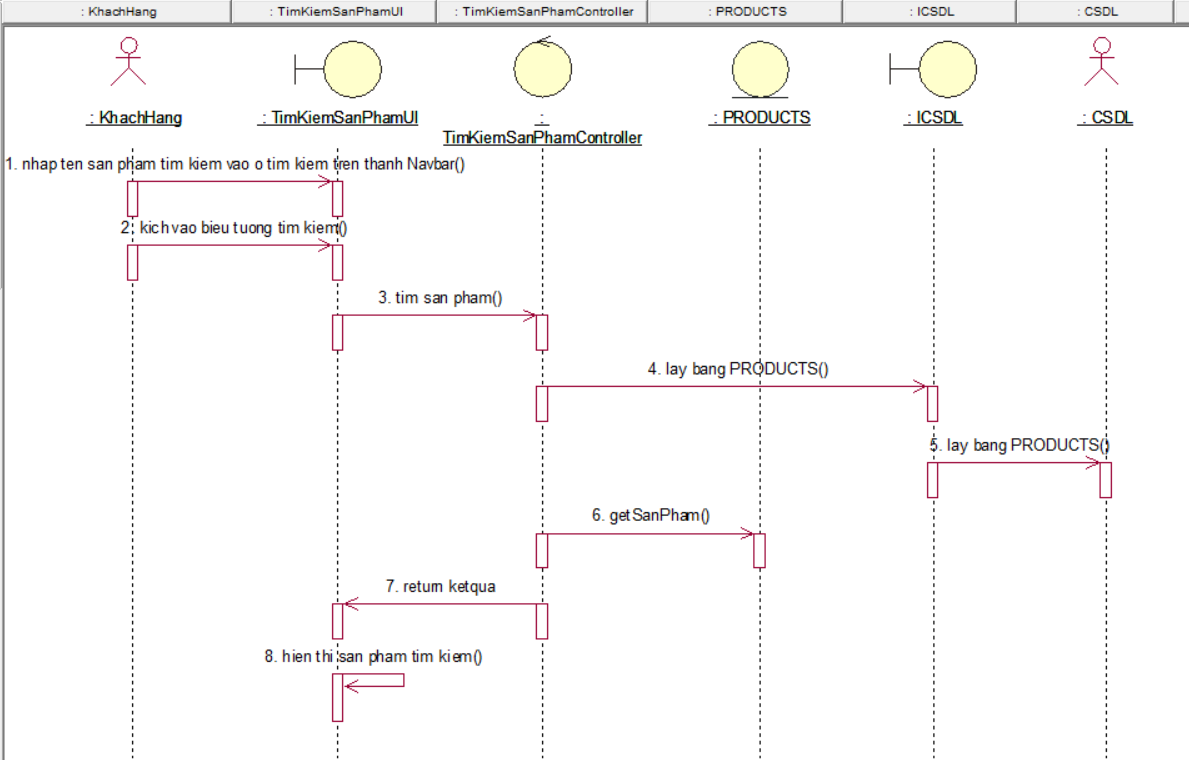 : KhachHang
: TimKiemSanPhamUI
: TimKiemSanPhamController
: PRODUCTS
: ICSDL
: CSDL
: KhachHang
: TimKiemSanPhamUI
:
TimKiemSanPhamController
: PRODUCTS
: ICSDL
: CSDL
1. nhap ten san pham tim kiem vao o tim kiem tren thanh Navbar()
2. kich vao bieu tuong tim kiem()
3. tim san pham()
4. lay bang PRODUCTS()
5. lay bang PRODUCTS()
6. getSanPham()
7. return ketqua
8. hien thi san pham tim kiem()